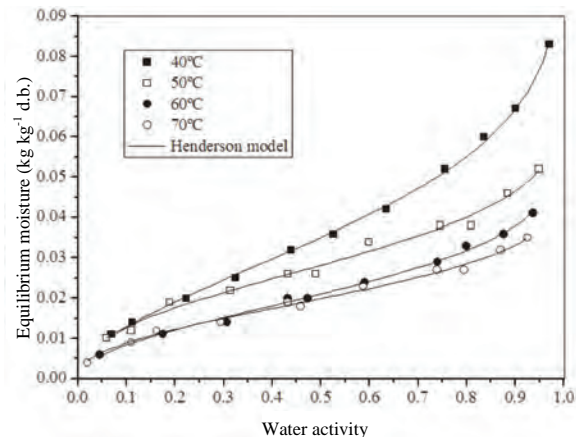 Equilibrium moisture (kg kg⁻¹ d.b.)
0.09
0.08
0.07
0.06
0.05
0.04
0.03
0.02
0.01
0.00
40ºC
50ºC
60ºC
70ºC
Henderson model
0.0 0.1 0.2 0.3 0.4 0.5 0.6 0.7 0.8 0.9 1.0
Water activity